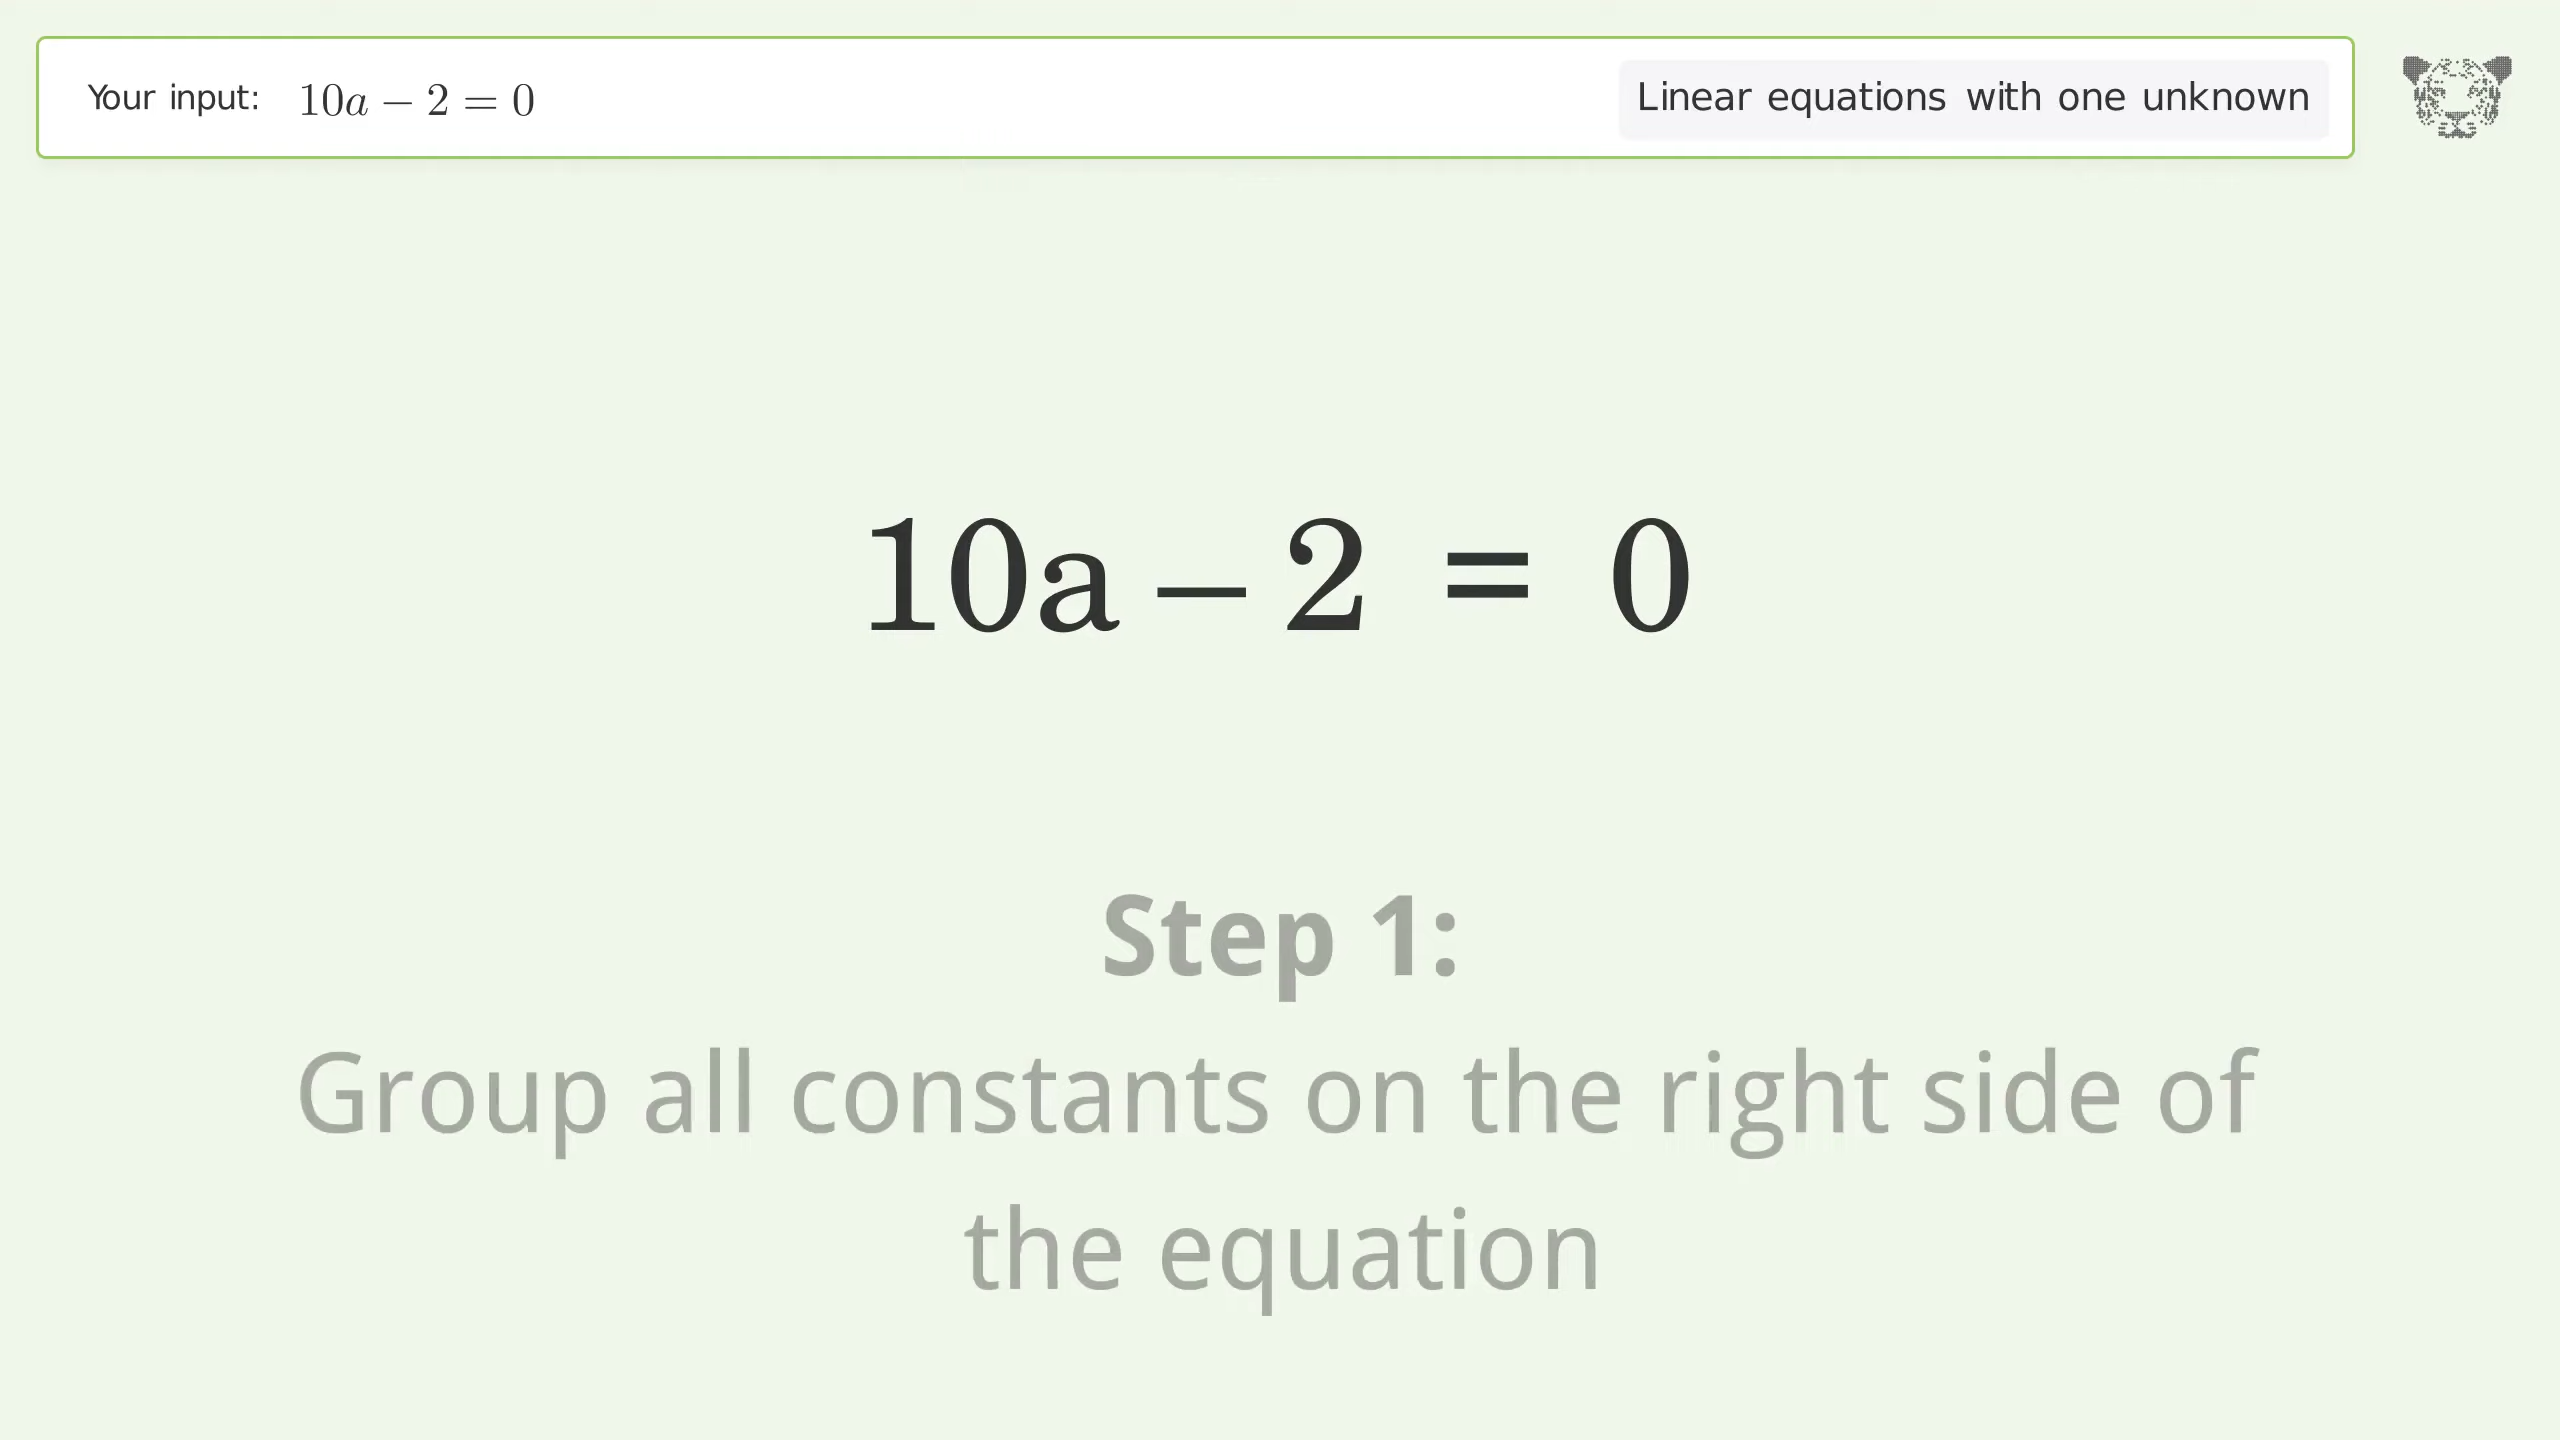 Your input: 10a − 2 = 0
Linear equations with one unknown
10a – 2 = 0
Step 1:
Group all constants on the right side of
the equation